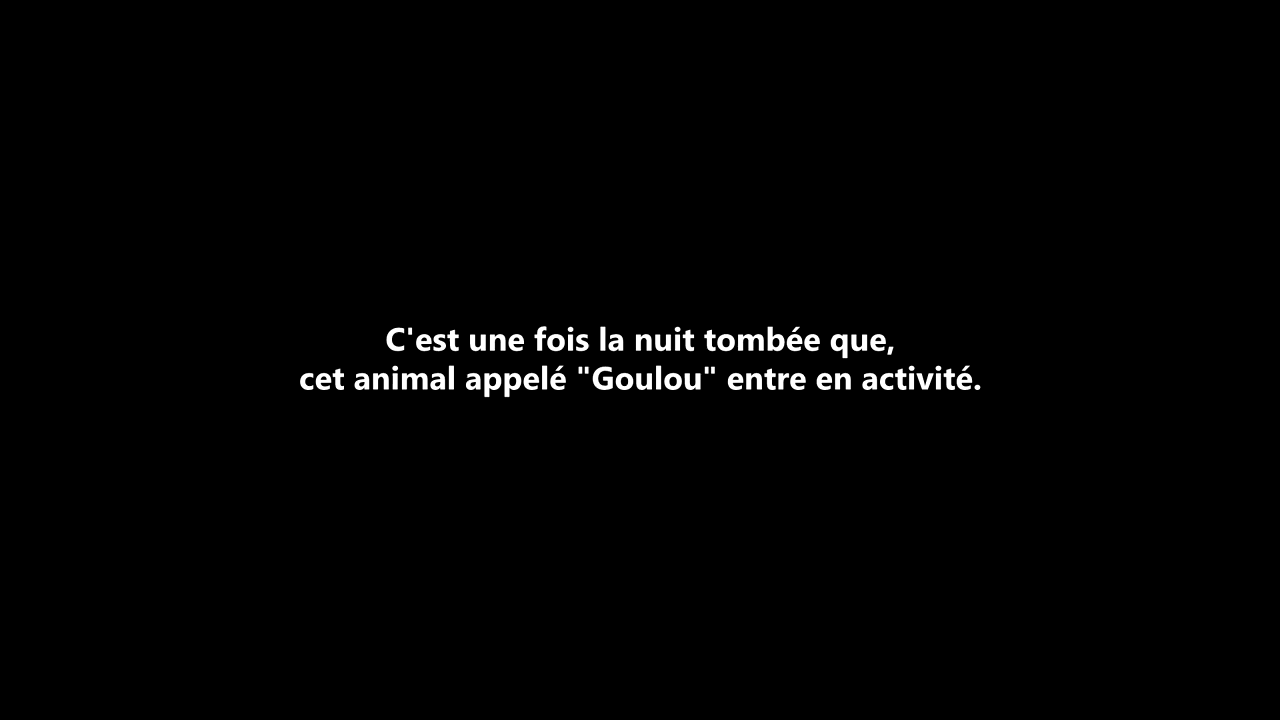 C'est une fois la nuit tombée que,
cet animal appelé "Goulou" entre en activité.